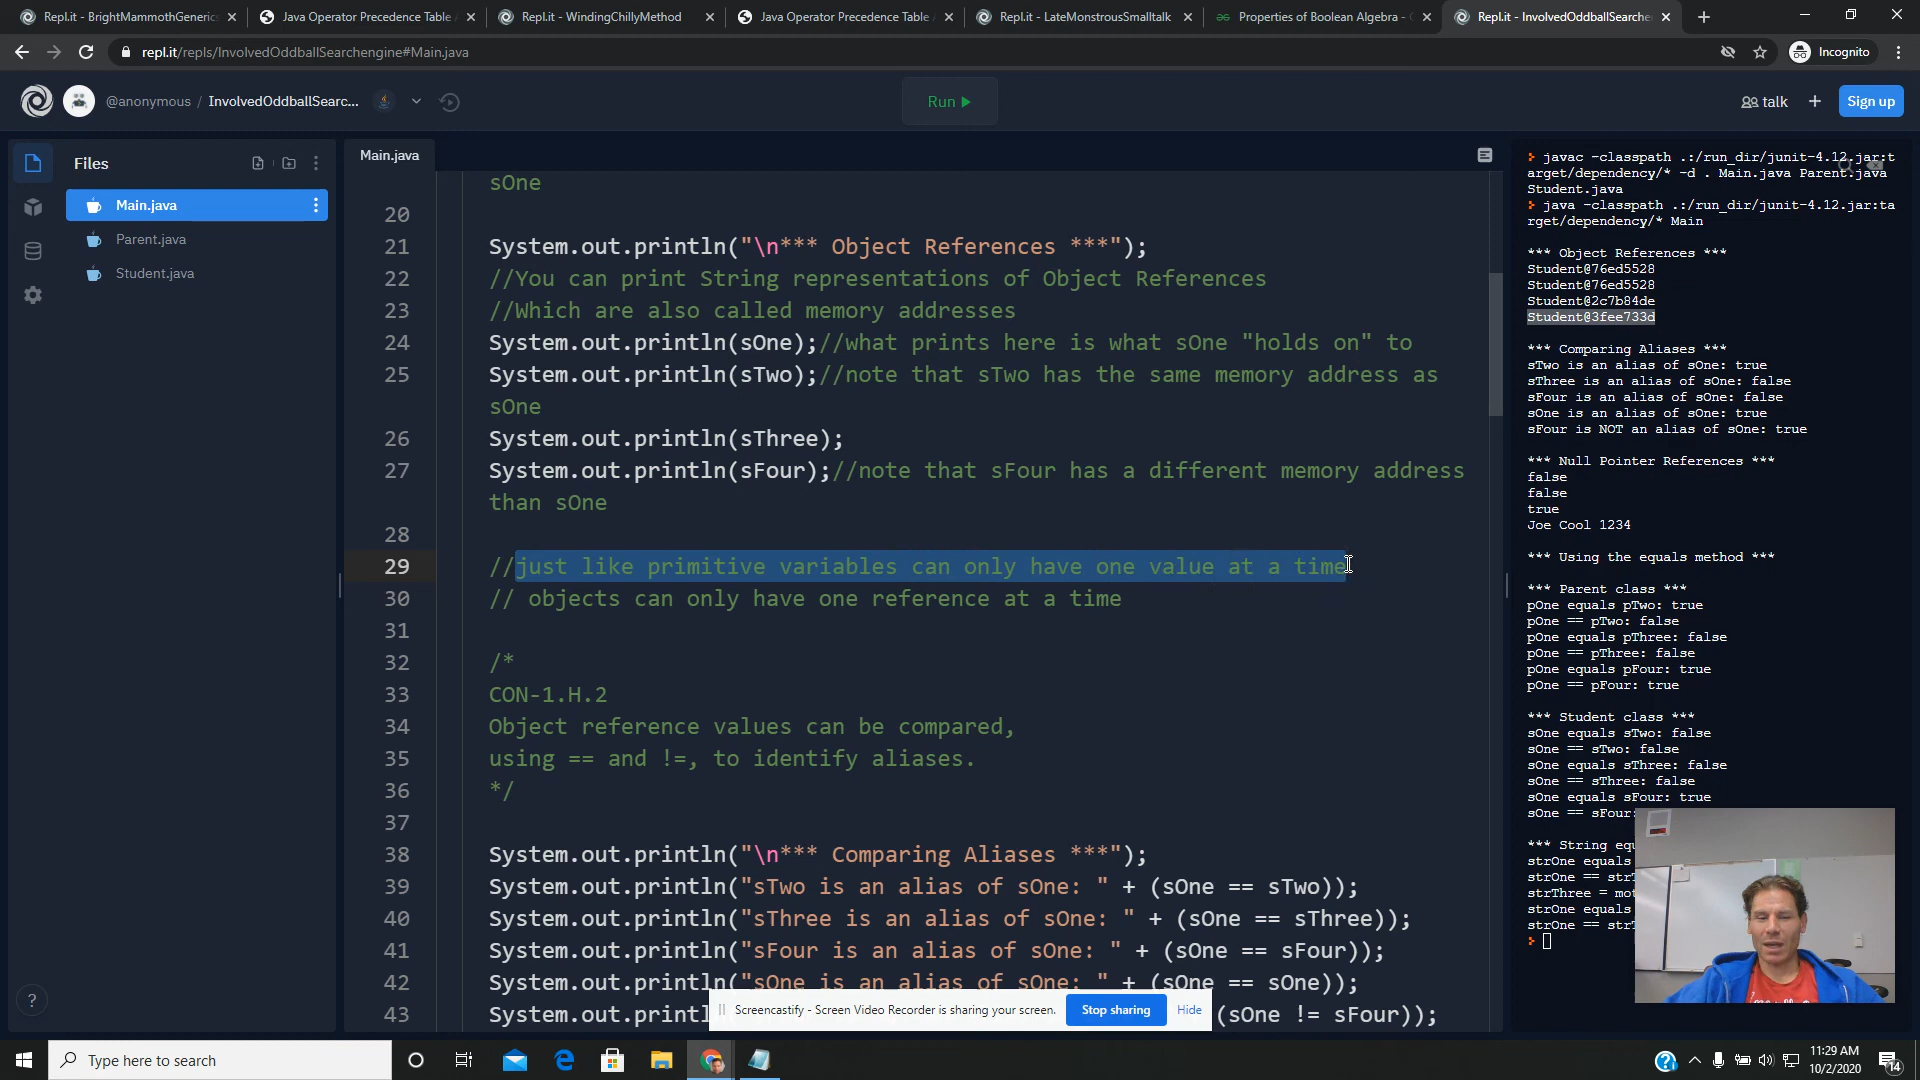 Repl.it - BrightMammothGenerics
Java Operator Precedence Table
Repl.it - WindingChillyMethod
Java Operator Precedence Table
Repl.it - LateMonstrousSmalltalk
Properties of Boolean Algebra -
Repl.it - InvolvedOddballSearche
repl.it/repls/InvolvedOddballSearchengine#Main.java
Incognito
@anonymous / InvolvedOddballSearc...
Run
talk
Sign up
Files
Main.java
Parent.java
Student.java
Main.java
sOne
20
21 System.out.println("\n*** Object References ***");
22 //You can print String representations of Object References
23 //Which are also called memory addresses
24 System.out.println(sOne);//what prints here is what sOne "holds on" to
25 System.out.println(sTwo);//note that sTwo has the same memory address as
sOne
26 System.out.println(sThree);
27 System.out.println(sFour);//note that sFour has a different memory address
than sOne
28
29 //just like primitive variables can only have one value at a time
30 // objects can only have one reference at a time
31
32 /*
33 CON-1.H.2
34 Object reference values can be compared,
35 using == and !=, to identify aliases.
36 */
37
38 System.out.println("\n*** Comparing Aliases ***");
39 System.out.println("sTwo is an alias of sOne: " + (sOne == sTwo));
40 System.out.println("sThree is an alias of sOne: " + (sOne == sThree));
41 System.out.println("sFour is an alias of sOne: " + (sOne == sFour));
42 System.out.println("sOne is an alias of sOne: " + (sOne == sOne));
43 System.out.printl (sOne != sFour));
javac -classpath .:/run_dir/junit-4.12.jar:t
arget/dependency/* -d . Main.java Parent.java
Student.java
java -classpath .:/run_dir/junit-4.12.jar:ta
rget/dependency/* Main
*** Object References ***
Student@76ed5528
Student@76ed5528
Student@2c7b84de
Student@3fee733d
*** Comparing Aliases ***
sTwo is an alias of sOne: true
sThree is an alias of sOne: false
sFour is an alias of sOne: false
sOne is an alias of sOne: true
sFour is NOT an alias of sOne: true
*** Null Pointer References ***
false
false
true
Joe Cool 1234
*** Using the equals method ***
*** Parent class ***
pOne equals pTwo: true
pOne == pTwo: false
pOne equals pThree: false
pOne == pThree: false
pOne equals pFour: true
pOne == pFour: true
*** Student class ***
sOne equals sTwo: false
sOne == sTwo: false
sOne equals sThree: false
sOne == sThree: false
sOne equals sFour: true
sOne == sFour:
*** String equ
strOne equals
strOne == strT
strThree = mot
strOne equals
strOne == strT
Screencastify - Screen Video Recorder is sharing your screen.
Stop sharing
Hide
?
Type here to search
11:29 AM
10/2/2020
14